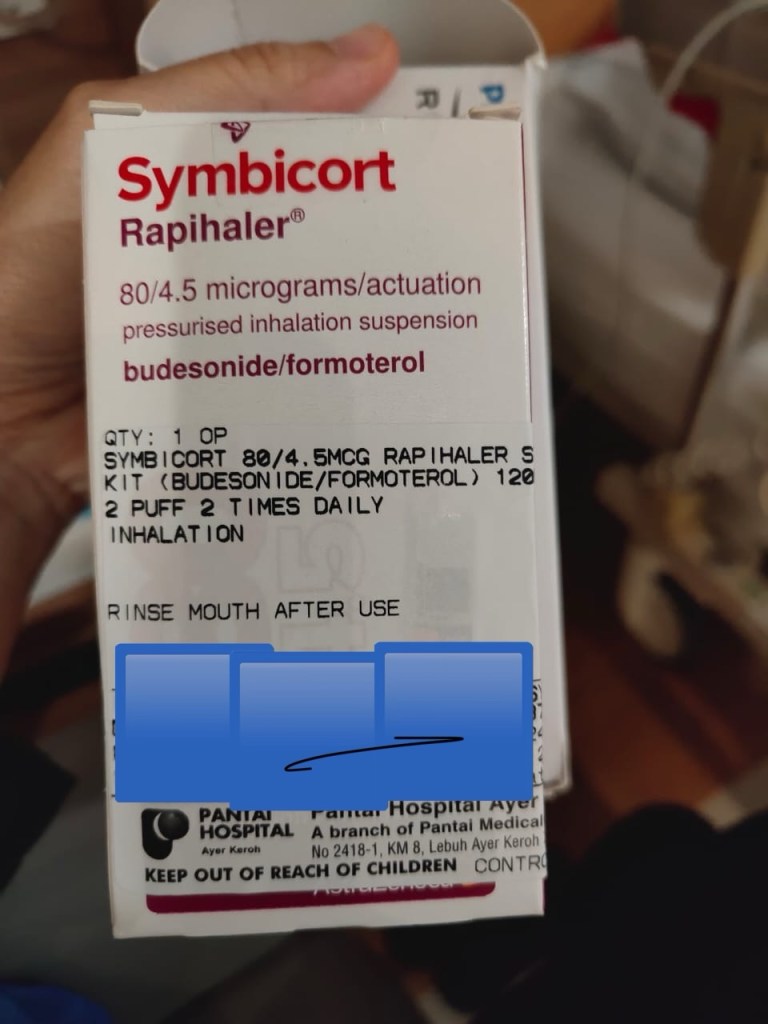 P
R
Symbicort
Rapihaler®
80/4.5 micrograms/actuation
pressurised inhalation suspension
budesonide/formoterol
QTY: 1 OP
SYMBICORT 80/4.5MCG RAPIHALER S
KIT (BUDESONIDE/FORMOTEROL) 120
2 PUFF 2 TIMES DAILY
INHALATION
RINSE MOUTH AFTER USE
PANTAI
HOSPITAL
Ayer Keroh
Pantai Hospital Ayer
A branch of Pantai Medical
No 2418-1, KM 8, Lebuh Ayer Keroh
KEEP OUT OF REACH OF CHILDREN CONTRO
AstraZeneca